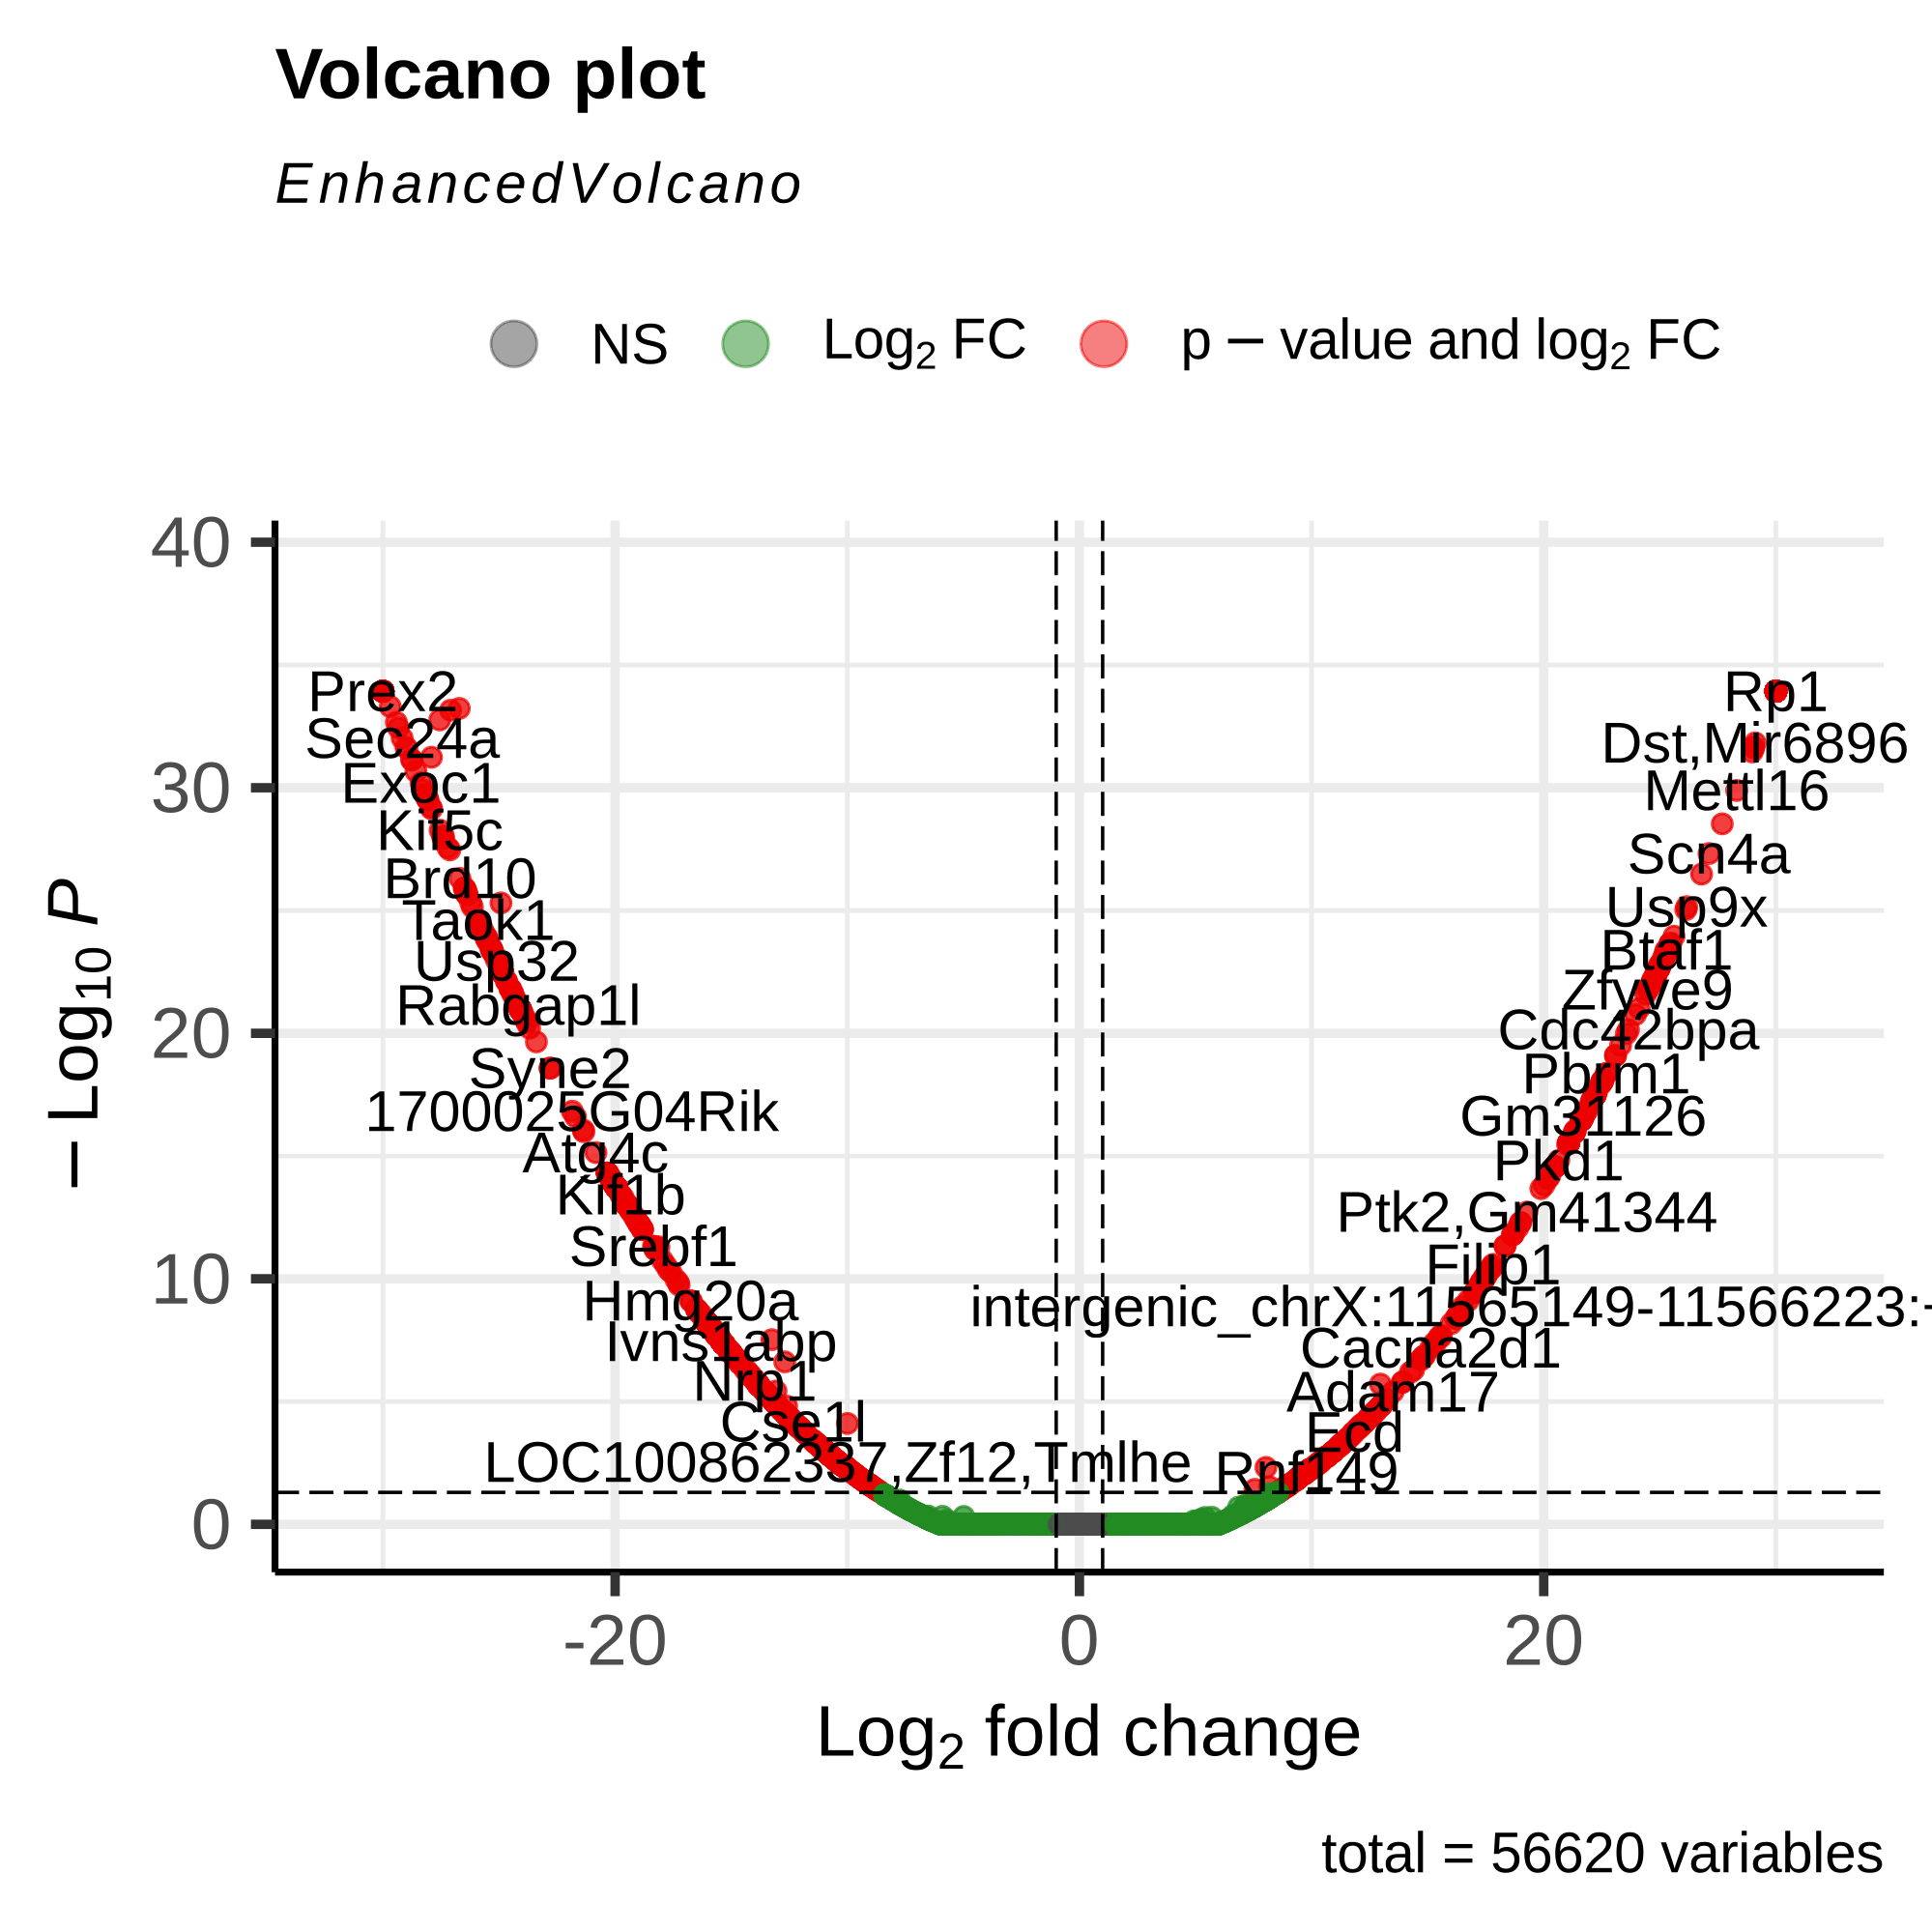 Volcano plot
EnhancedVolcano
NS
Log2 FC
p – value and log2 FC
– Log10 P
40
30
20
10
0
Prex2
Rp1
Sec24a
Dst,Mir6896
Exoc1
Mettl16
Kif5c
Scn4a
Brd10
Usp9x
Taok1
Btaf1
Usp32
Zfyve9
Rabgap1l
Cdc42bpa
Syne2
Pbrm1
1700025G04Rik
Gm31126
Atg4c
Pkd1
Kif1b
Ptk2,Gm41344
Srebf1
Filip1
Hmg20a
intergenic_chrX:11565149-11566223:-
Ivns1abp
Cacna2d1
Nrp1
Adam17
Cse1l
Ecd
LOC100862337,Zf12,Tmlhe
Rnf149
-20
0
20
Log2 fold change
total = 56620 variables